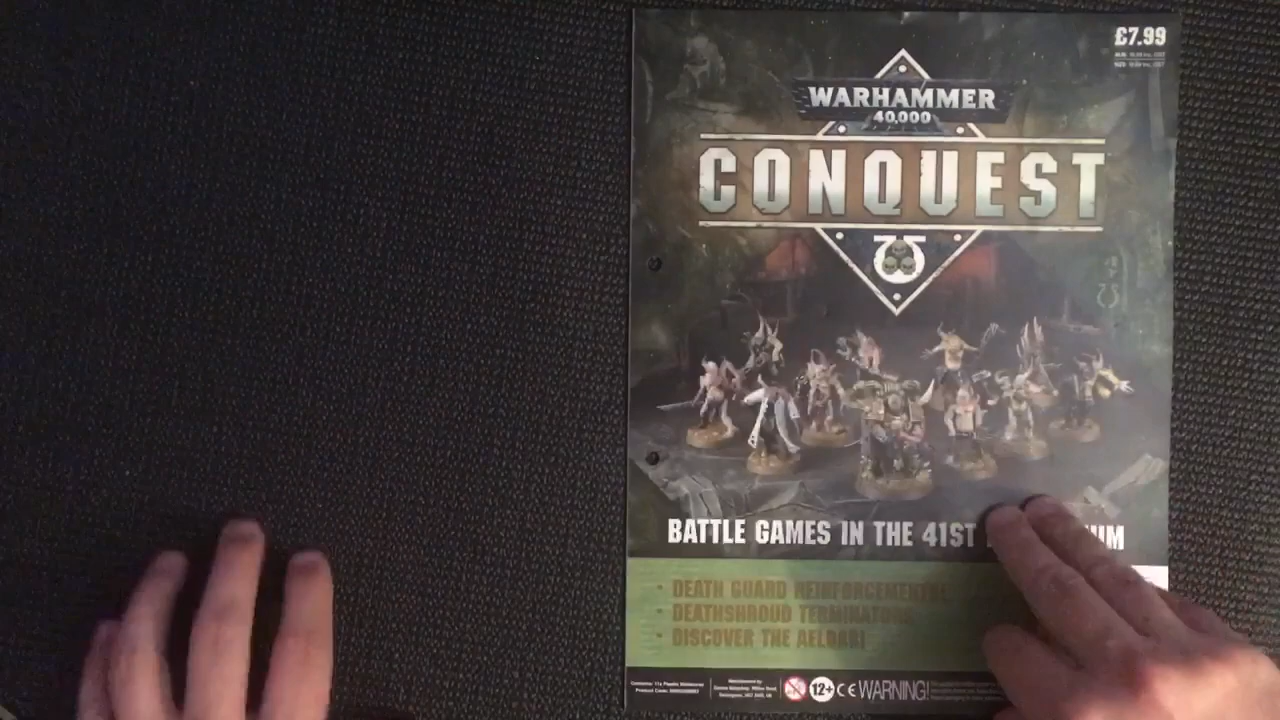 £7.99
WARHAMMER
40,000
CONQUEST
BATTLE GAMES IN THE 41ST
• DEATH GUARD REINFORCEMENTS
• DEATHSHROUD TERMINATORS
• DISCOVER THE AELDARI
12+ CE WARNING!